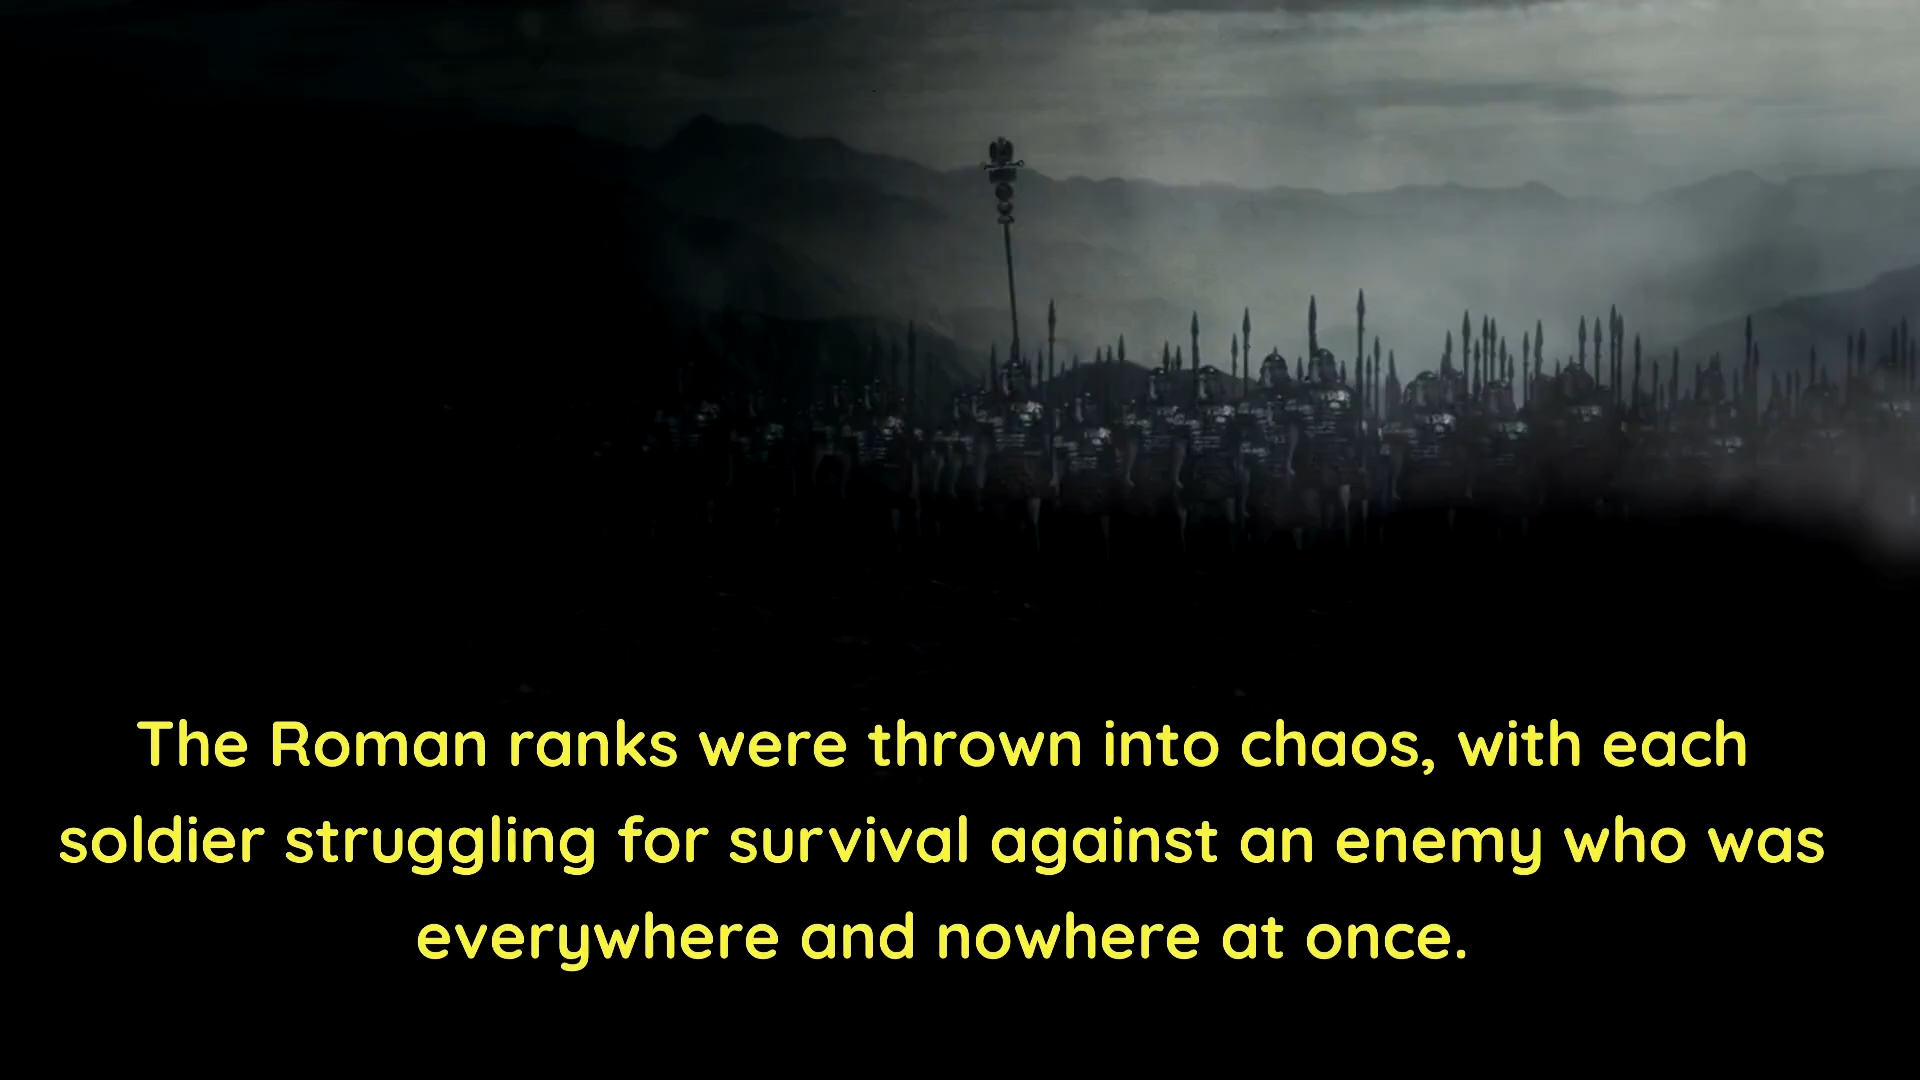 The Roman ranks were thrown into chaos, with each
soldier struggling for survival against an enemy who was
everywhere and nowhere at once.